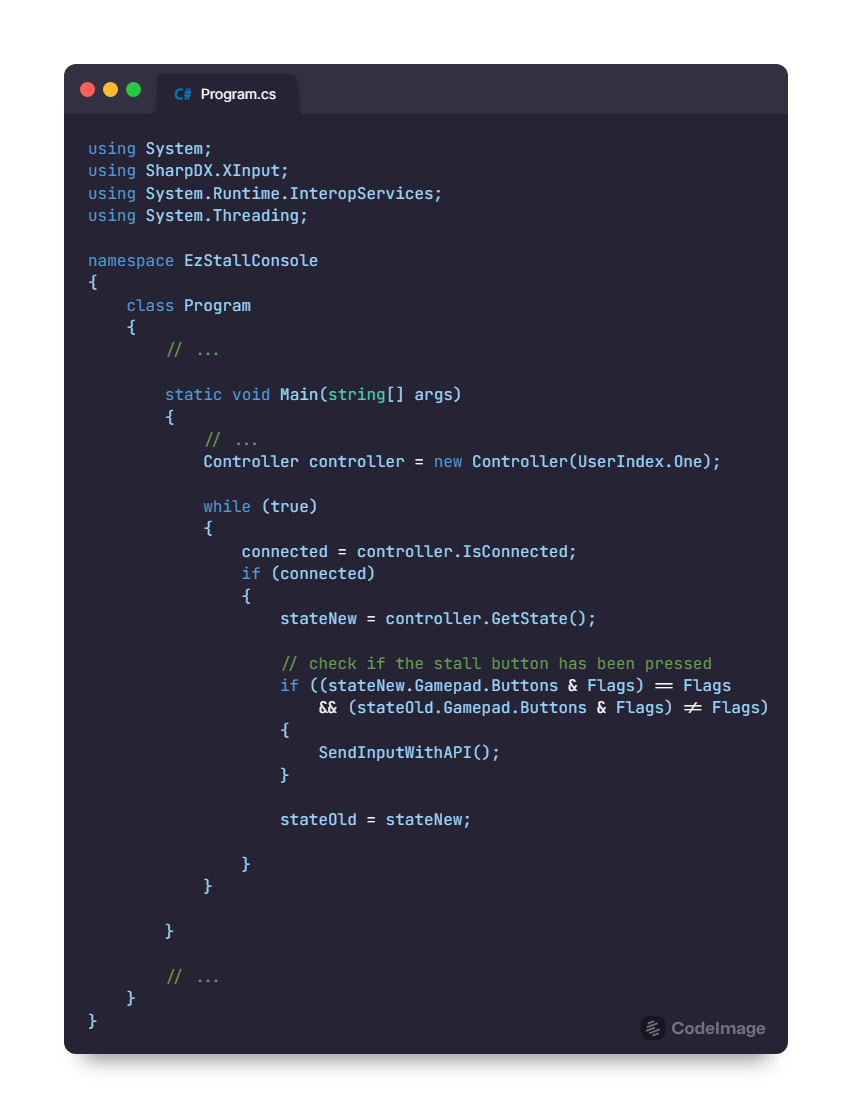 C# Program.cs
using System;
using SharpDX.XInput;
using System.Runtime.InteropServices;
using System.Threading;

namespace EzStallConsole
{
    class Program
    {
        // ...

        static void Main(string[] args)
        {
            // ...
            Controller controller = new Controller(UserIndex.One);

            while (true)
            {
                connected = controller.IsConnected;
                if (connected)
                {
                    stateNew = controller.GetState();

                    // check if the stall button has been pressed
                    if ((stateNew.Gamepad.Buttons & Flags) == Flags
                        && (stateOld.Gamepad.Buttons & Flags) != Flags)
                    {
                        SendInputWithAPI();
                    }

                    stateOld = stateNew;

                }
            }

        }

        // ...
    }
}
CodeImage